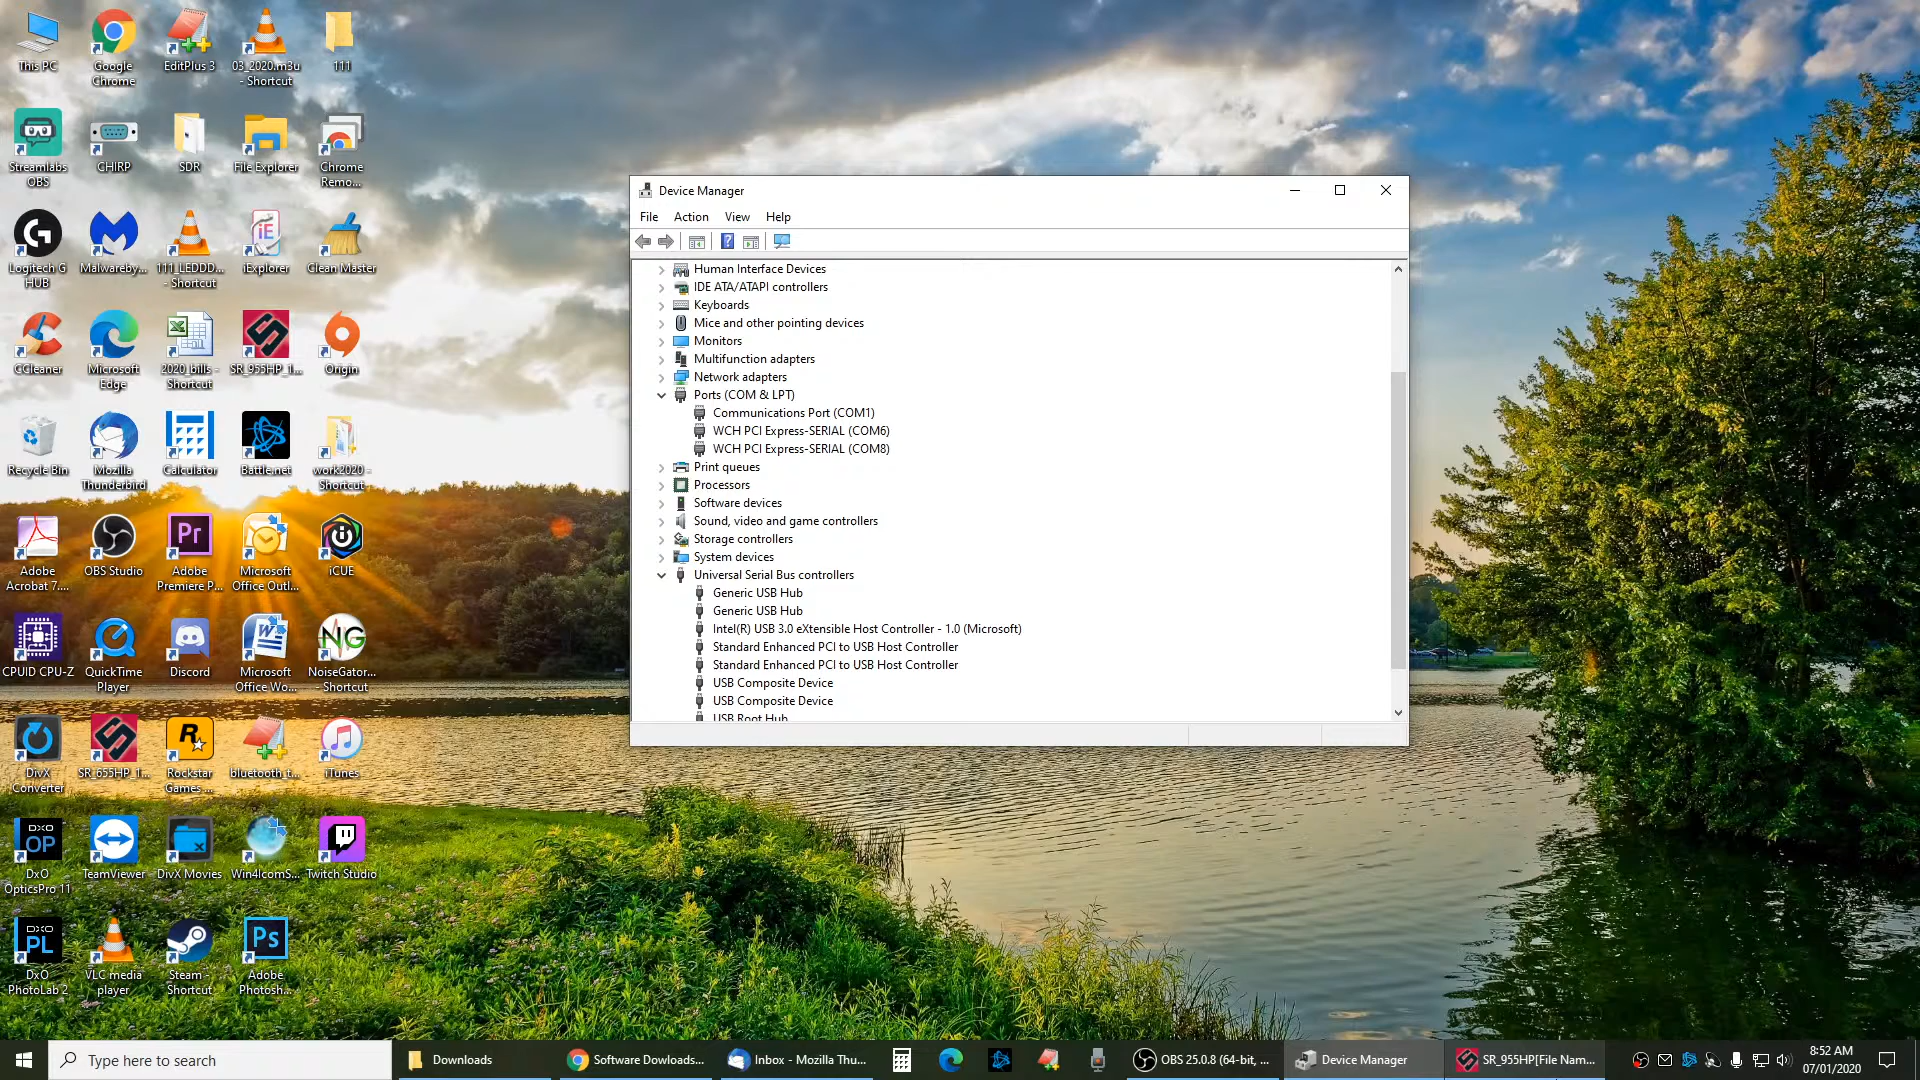 This PC
Google
Chrome
EditPlus 3
03_2020.m3u
- Shortcut
111
Streamlabs
OBS
CHIRP
SDR
File Explorer
Chrome
Remo...
Logitech G
HUB
Malwareby...
111_LEDDD...
- Shortcut
iExplorer
Clean Master
CCleaner
Microsoft
Edge
2020_bills -
Shortcut
SR_955HP_1...
Origin
Recycle Bin
Mozilla
Thunderbird
Calculator
Battle.net
work2020 -
Shortcut
Adobe
Acrobat 7....
OBS Studio
Adobe
Premiere P...
Microsoft
Office Outl...
iCUE
CPUID CPU-Z
QuickTime
Player
Discord
Microsoft
Office Wo...
NoiseGator...
- Shortcut
DivX
Converter
SR_655HP_1...
Rockstar
Games ...
bluetooth_t...
iTunes
DxO
OpticsPro 11
TeamViewer
DivX Movies
Win4IcomS...
Twitch Studio
DxO
PhotoLab 2
VLC media
player
Steam -
Shortcut
Adobe
Photosh...
Device Manager
File Action View Help
Human Interface Devices
IDE ATA/ATAPI controllers
Keyboards
Mice and other pointing devices
Monitors
Multifunction adapters
Network adapters
Ports (COM & LPT)
Communications Port (COM1)
WCH PCI Express-SERIAL (COM6)
WCH PCI Express-SERIAL (COM8)
Print queues
Processors
Software devices
Sound, video and game controllers
Storage controllers
System devices
Universal Serial Bus controllers
Generic USB Hub
Generic USB Hub
Intel(R) USB 3.0 eXtensible Host Controller - 1.0 (Microsoft)
Standard Enhanced PCI to USB Host Controller
Standard Enhanced PCI to USB Host Controller
USB Composite Device
USB Composite Device
USB Root Hub
Type here to search
Downloads
Software Dowloads...
Inbox - Mozilla Thu...
OBS 25.0.8 (64-bit, ...
Device Manager
SR_955HP[File Nam...
8:52 AM
07/01/2020